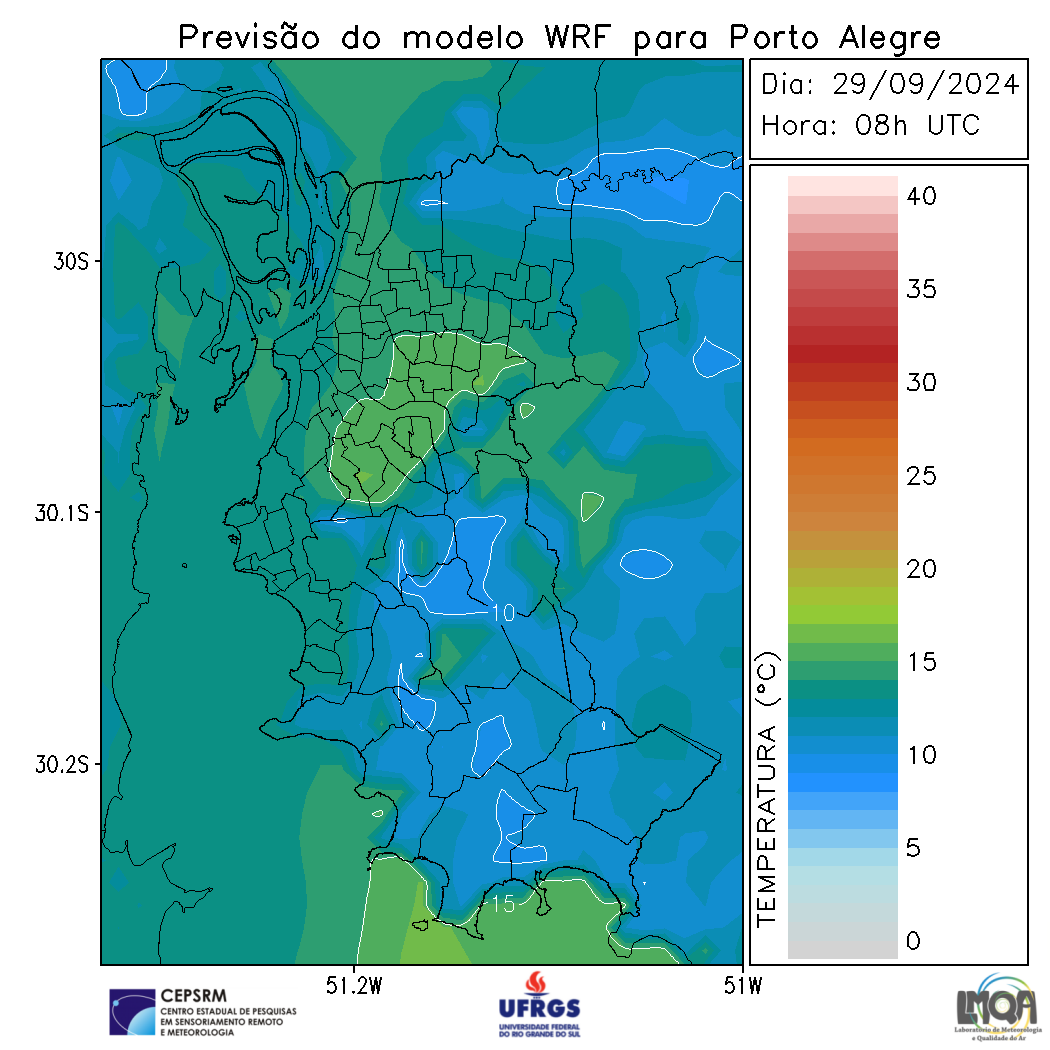 Previsão do modelo WRF para Porto Alegre
Dia: 29/09/2024
Hora: 08h UTC
40
35
30
25
20
15
10
5
0
TEMPERATURA (°C)
30S
30.1S
30.2S
10
15
51.2W
51W
CEPSRM
CENTRO ESTADUAL DE PESQUISAS
EM SENSORIAMENTO REMOTO
E METEOROLOGIA
UFRGS
UNIVERSIDADE FEDERAL
DO RIO GRANDE DO SUL
LMQA
Laboratório de Meteorologia
e Qualidade do Ar